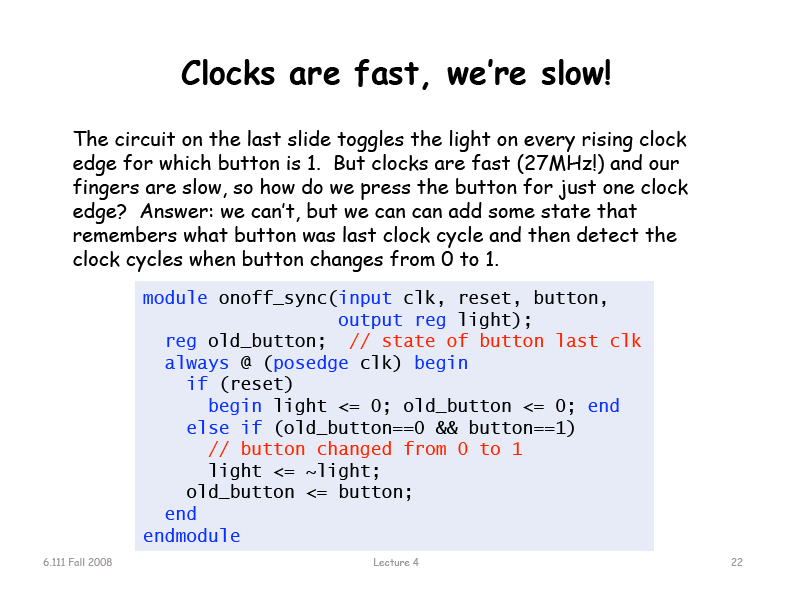 Clocks are fast, we're slow!
The circuit on the last slide toggles the light on every rising clock
edge for which button is 1.  But clocks are fast (27MHz!) and our
fingers are slow, so how do we press the button for just one clock
edge?  Answer: we can't, but we can can add some state that
remembers what button was last clock cycle and then detect the
clock cycles when button changes from 0 to 1.
module onoff_sync(input clk, reset, button,
                  output reg light);
  reg old_button;  // state of button last clk
  always @ (posedge clk) begin
    if (reset)
      begin light <= 0; old_button <= 0; end
    else if (old_button==0 && button==1)
      // button changed from 0 to 1
      light <= ~light;
    old_button <= button;
  end
endmodule
6.111 Fall 2008 Lecture 4 22